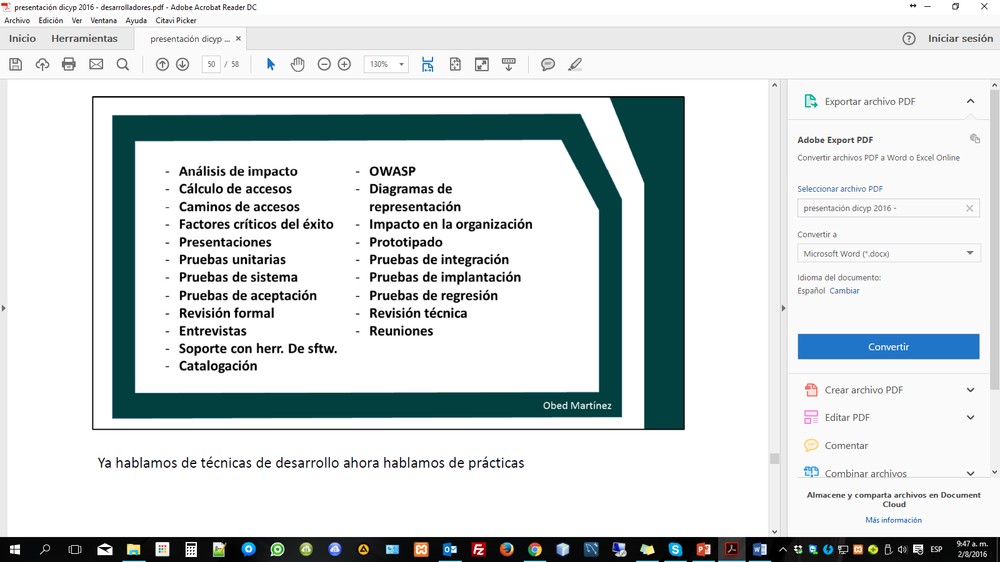 presentación dicyp 2016 - desarrolladores.pdf - Adobe Acrobat Reader DC
Archivo Edición Ver Ventana Ayuda Citavi Picker
Inicio Herramientas presentación dicyp ... × ? Iniciar sesión
50 / 58 130%
- Análisis de impacto
- Cálculo de accesos
- Caminos de accesos
- Factores críticos del éxito
- Presentaciones
- Pruebas unitarias
- Pruebas de sistema
- Pruebas de aceptación
- Revisión formal
- Entrevistas
- Soporte con herr. De sftw.
- Catalogación
- OWASP
- Diagramas de
representación
- Impacto en la organización
- Prototipado
- Pruebas de integración
- Pruebas de implantación
- Pruebas de regresión
- Revisión técnica
- Reuniones
Obed Martínez
Ya hablamos de técnicas de desarrollo ahora hablamos de prácticas
Exportar archivo PDF
Adobe Export PDF
Convertir archivos PDF a Word o Excel Online
Seleccionar archivo PDF
presentación dicyp 2016 -
Convertir a
Microsoft Word (*.docx)
Idioma del documento:
Español Cambiar
Convertir
Crear archivo PDF
Editar PDF
Comentar
Combinar archivos
Almacene y comparta archivos en Document
Cloud
Más información
ESP
9:47 a. m.
2/8/2016